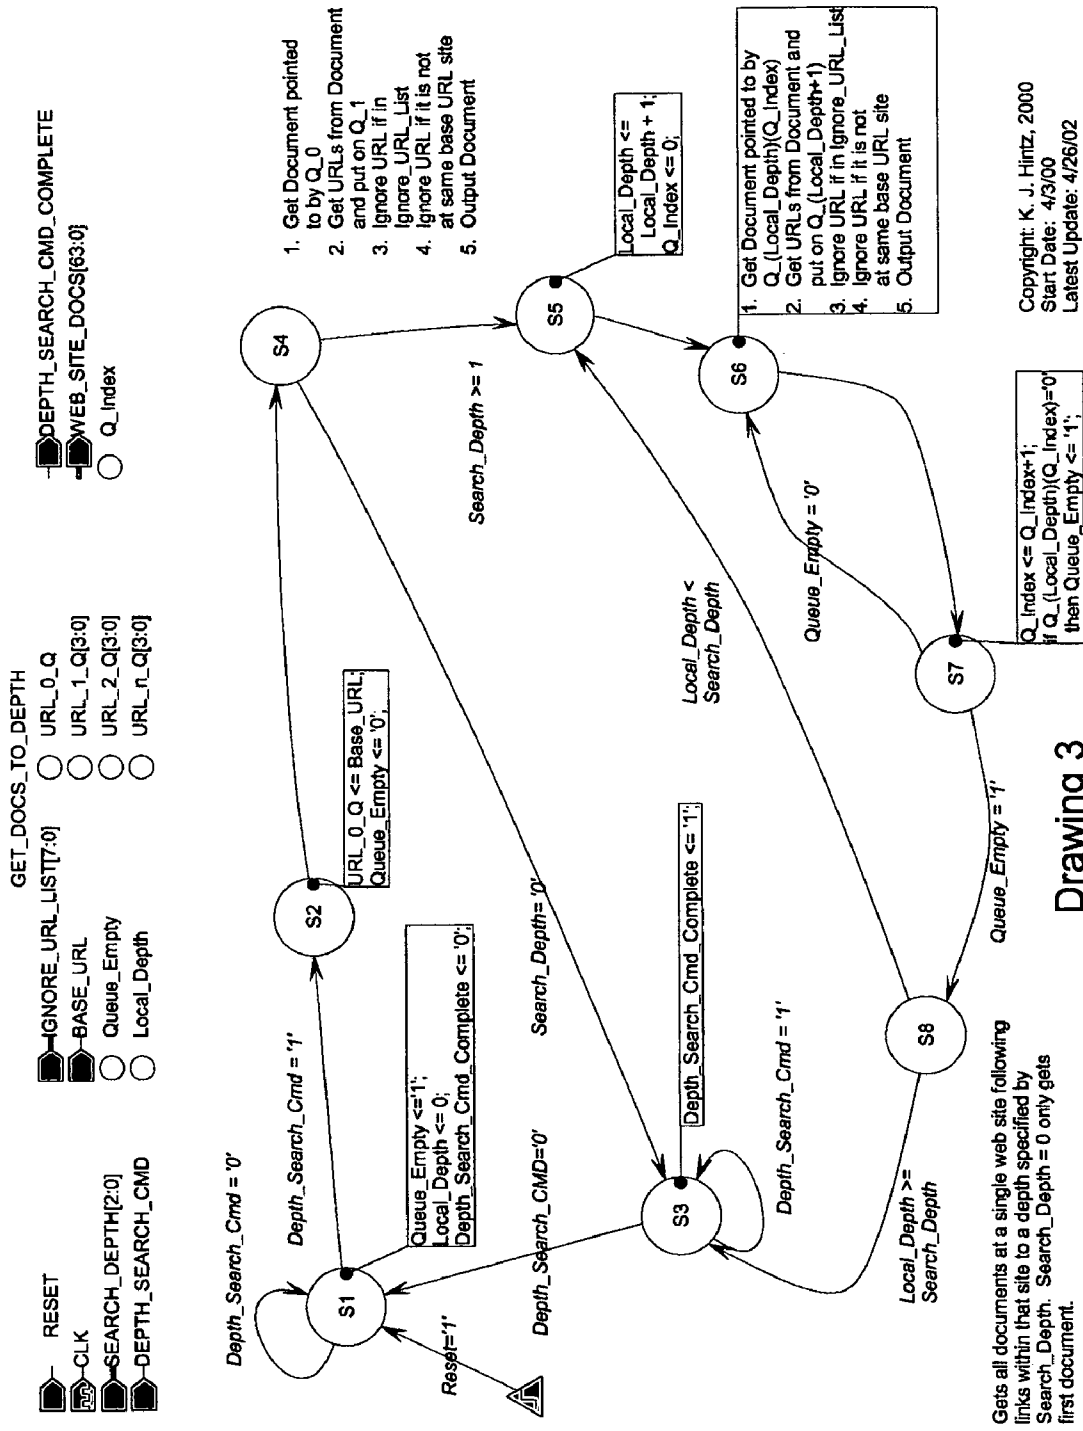 GET_DOCS_TO_DEPTH
RESET
CLK
SEARCH_DEPTH[2:0]
DEPTH_SEARCH_CMD
IGNORE_URL_LIST[7:0]
BASE_URL
Queue_Empty
Local_Depth
URL_0_Q
URL_1_Q[3:0]
URL_2_Q[3:0]
URL_n_Q[3:0]
DEPTH_SEARCH_CMD_COMPLETE
WEB_SITE_DOCS[63:0]
Q_Index
Depth_Search_Cmd = '0'
S1
Reset='1'
Depth_Search_Cmd = '1'
Queue_Empty <='1';
Local_Depth <= 0;
Depth_Search_Cmd_Complete <= '0';
S2
URL_0_Q <= Base_URL;
Queue_Empty <= '0';
S4
1. Get Document pointed
to by Q_0
2. Get URLs from Document
and put on Q_1
3. Ignore URL if in
Ignore_URL_List
4. Ignore URL if it is not
at same base URL site
5. Output Document
Depth_Search_CMD='0'
Search_Depth= '0'
Search_Depth >= 1
S5
Local_Depth <=
Local_Depth + 1;
Q_Index <= 0;
S3
Depth_Search_Cmd_Complete <= '1';
Depth_Search_Cmd = '1'
Local_Depth <
Search_Depth
S6
1. Get Document pointed to by
Q_(Local_Depth)(Q_Index)
2. Get URLs from Document and
put on Q_(Local_Depth+1)
3. Ignore URL if in Ignore_URL_List
4. Ignore URL if it is not
at same base URL site
5. Output Document
Queue_Empty = '0'
Local_Depth >=
Search_Depth
S8
Queue_Empty = '1'
S7
Q_Index <= Q_Index+1;
if Q_(Local_Depth)(Q_Index)='0'
then Queue_Empty <= '1';
Gets all documents at a single web site following
links within that site to a depth specified by
Search_Depth. Search_Depth = 0 only gets
first document.
Drawing 3
Copyright: K. J. Hintz, 2000
Start Date: 4/3/00
Latest Update: 4/26/02